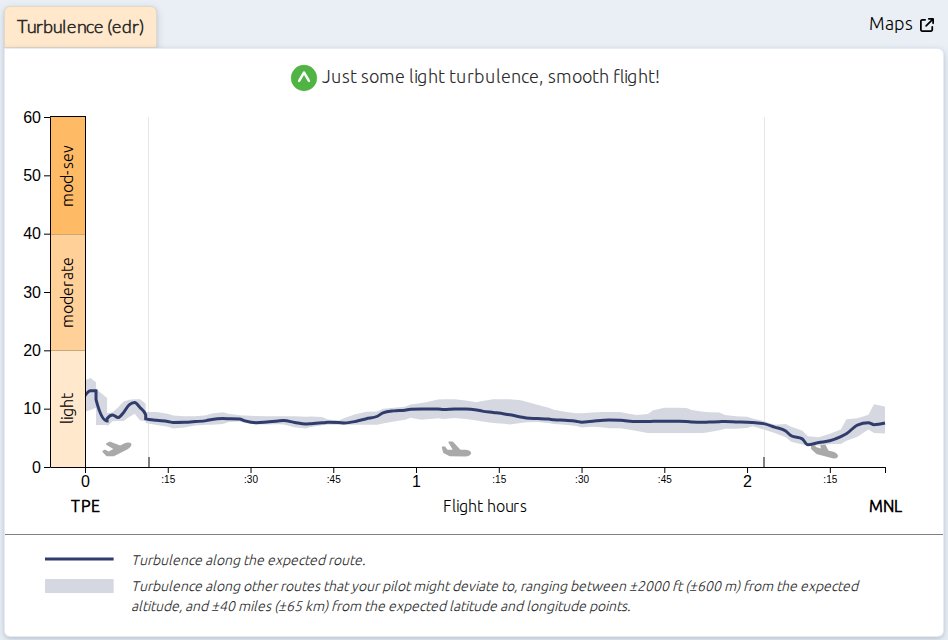 Turbulence (edr)
Maps
Just some light turbulence, smooth flight!
60
50
40
30
20
10
0
mod-sev
moderate
light
0 :15 :30 :45 1 :15 :30 :45 2 :15
TPE Flight hours MNL
Turbulence along the expected route.
Turbulence along other routes that your pilot might deviate to, ranging between ±2000 ft (±600 m) from the expected
altitude, and ±40 miles (±65 km) from the expected latitude and longitude points.